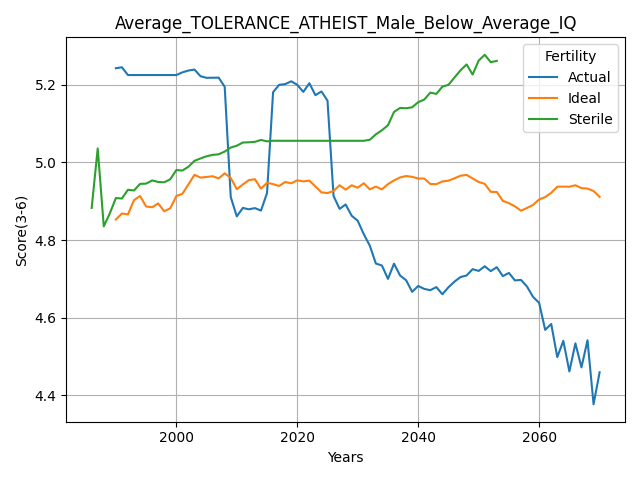 Average_TOLERANCE_ATHEIST_Male_Below_Average_IQ
Fertility
Actual
Ideal
Sterile
Score(3-6)
5.2
5.0
4.8
4.6
4.4
2000
2020
2040
2060
Years